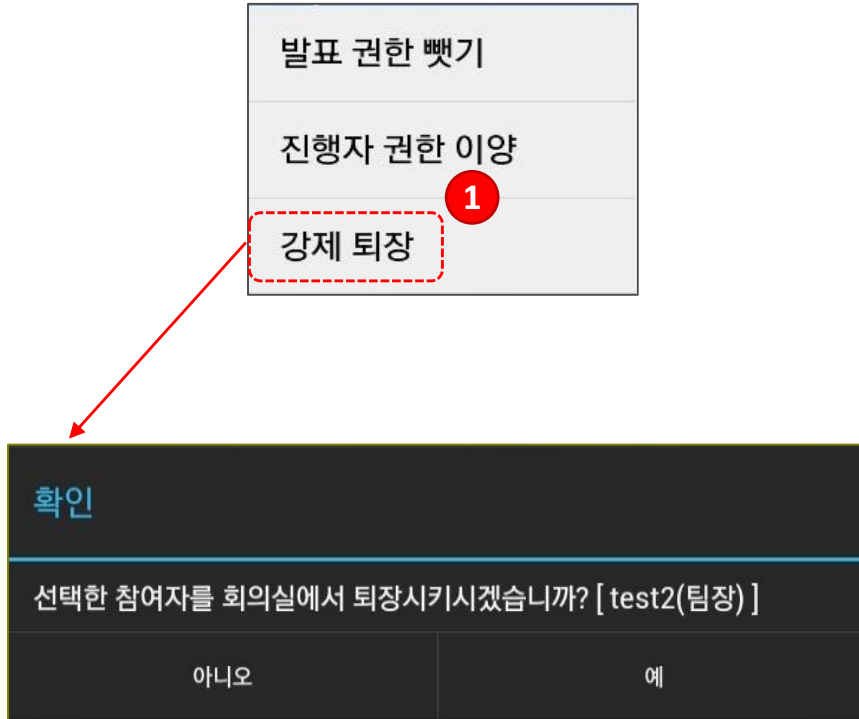 발표 권한 뺏기
진행자 권한 이양
1
강제 퇴장
확인
선택한 참여자를 회의실에서 퇴장시키시겠습니까? [ test2(팀장) ]
아니오
예